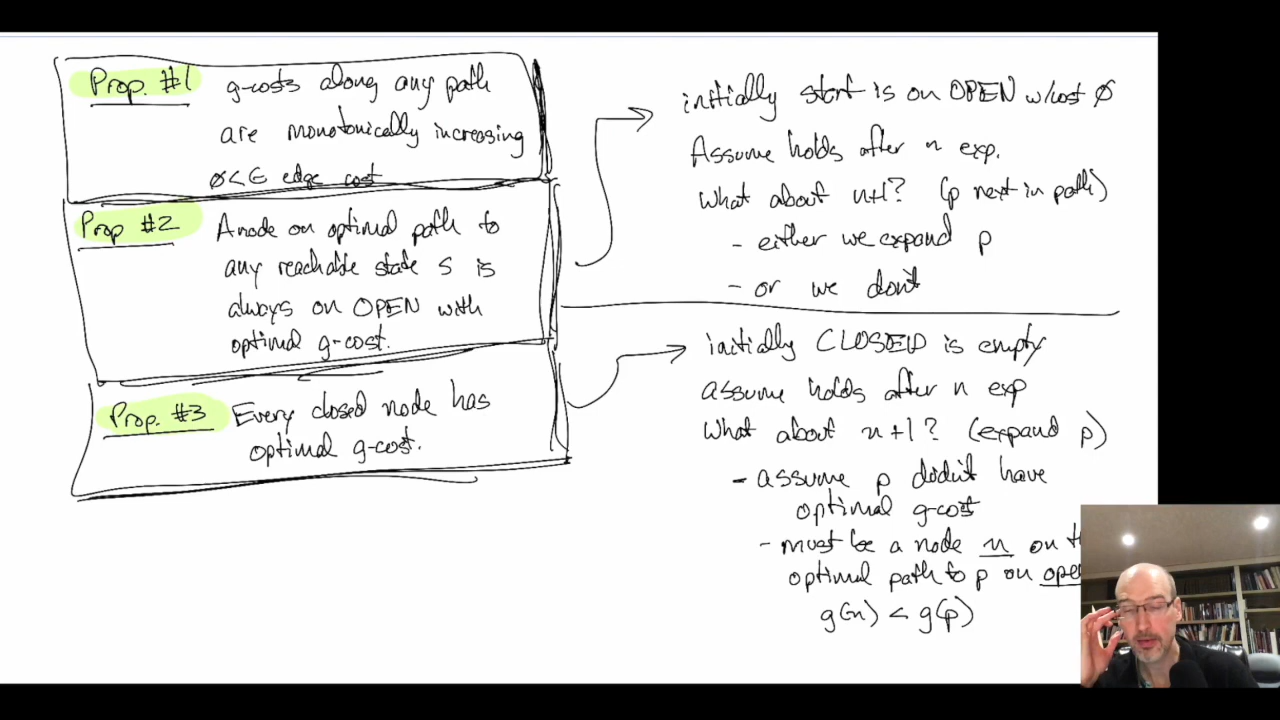 Prop. #1 g-costs along any path
are monotonically increasing
∅ < ∈ edge cost
Prop #2 A node on optimal path to
any reachable state s is
always on OPEN with
optimal g-cost.
Prop. #3 Every closed node has
optimal g-cost.
initially start is on OPEN w/cost ∅
Assume holds after n exp.
What about n+1? (p next in path)
- either we expand p
- or we don't
initially CLOSED is empty
assume holds after n exp
What about n+1? (expand p)
- assume p didn't have
optimal g-cost
- must be a node n on
optimal path to p on open
g(n) < g(p)